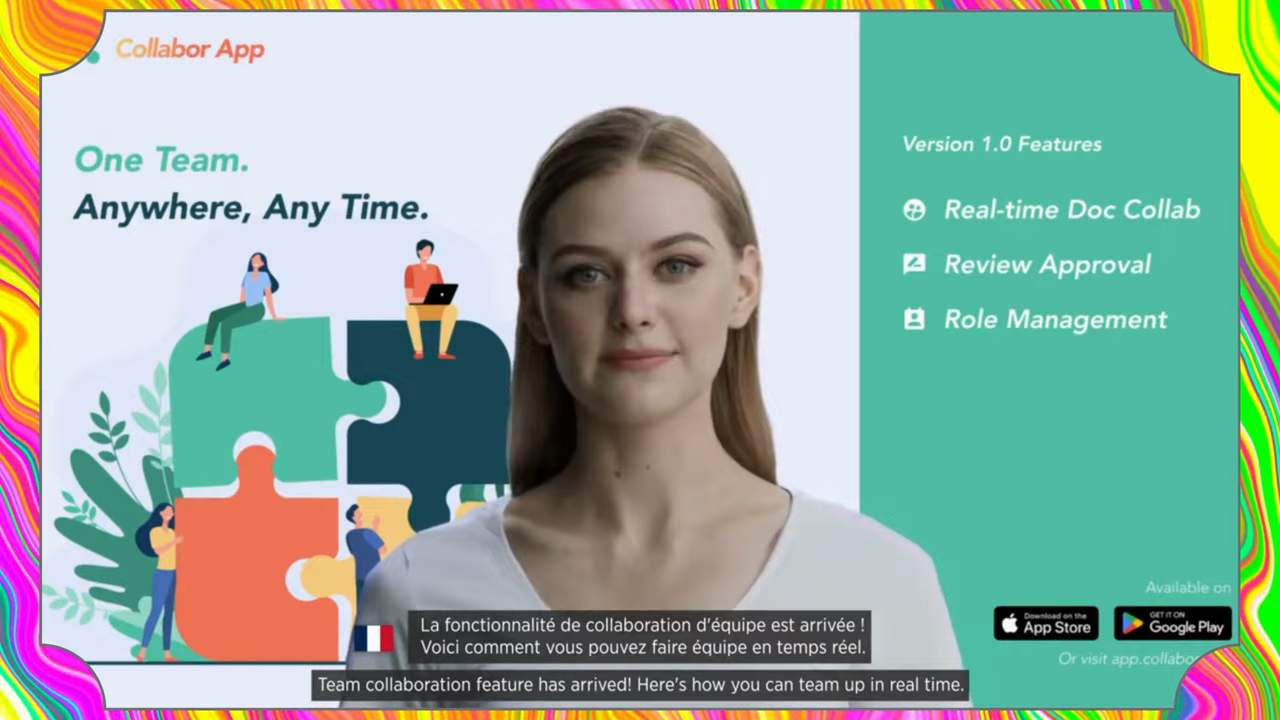 Collabor App
One Team.
Anywhere, Any Time.
Version 1.0 Features
Real-time Doc Collab
Review Approval
Role Management
Available on
Download on the
App Store
GET IT ON
Google Play
Or visit app.collabor
La fonctionnalité de collaboration d'équipe est arrivée !
Voici comment vous pouvez faire équipe en temps réel.
Team collaboration feature has arrived! Here's how you can team up in real time.